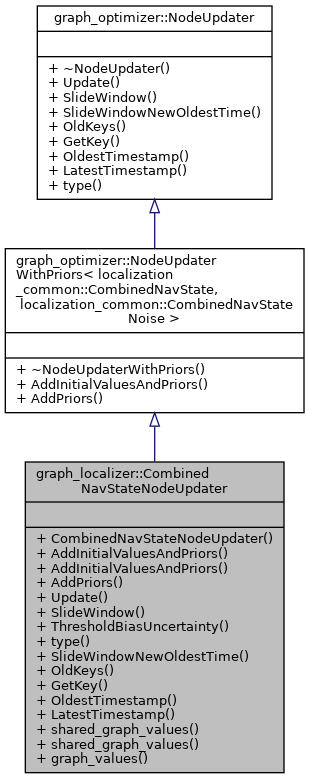 graph_optimizer::NodeUpdater
+ ~NodeUpdater()
+ Update()
+ SlideWindow()
+ SlideWindowNewOldestTime()
+ OldKeys()
+ GetKey()
+ OldestTimestamp()
+ LatestTimestamp()
+ type()
graph_optimizer::NodeUpdater
WithPriors< localization
_common::CombinedNavState,
localization_common::CombinedNavState
Noise >
+ ~NodeUpdaterWithPriors()
+ AddInitialValuesAndPriors()
+ AddPriors()
graph_localizer::Combined
NavStateNodeUpdater
+ CombinedNavStateNodeUpdater()
+ AddInitialValuesAndPriors()
+ AddInitialValuesAndPriors()
+ AddPriors()
+ Update()
+ SlideWindow()
+ ThresholdBiasUncertainty()
+ type()
+ SlideWindowNewOldestTime()
+ OldKeys()
+ GetKey()
+ OldestTimestamp()
+ LatestTimestamp()
+ shared_graph_values()
+ shared_graph_values()
+ graph_values()